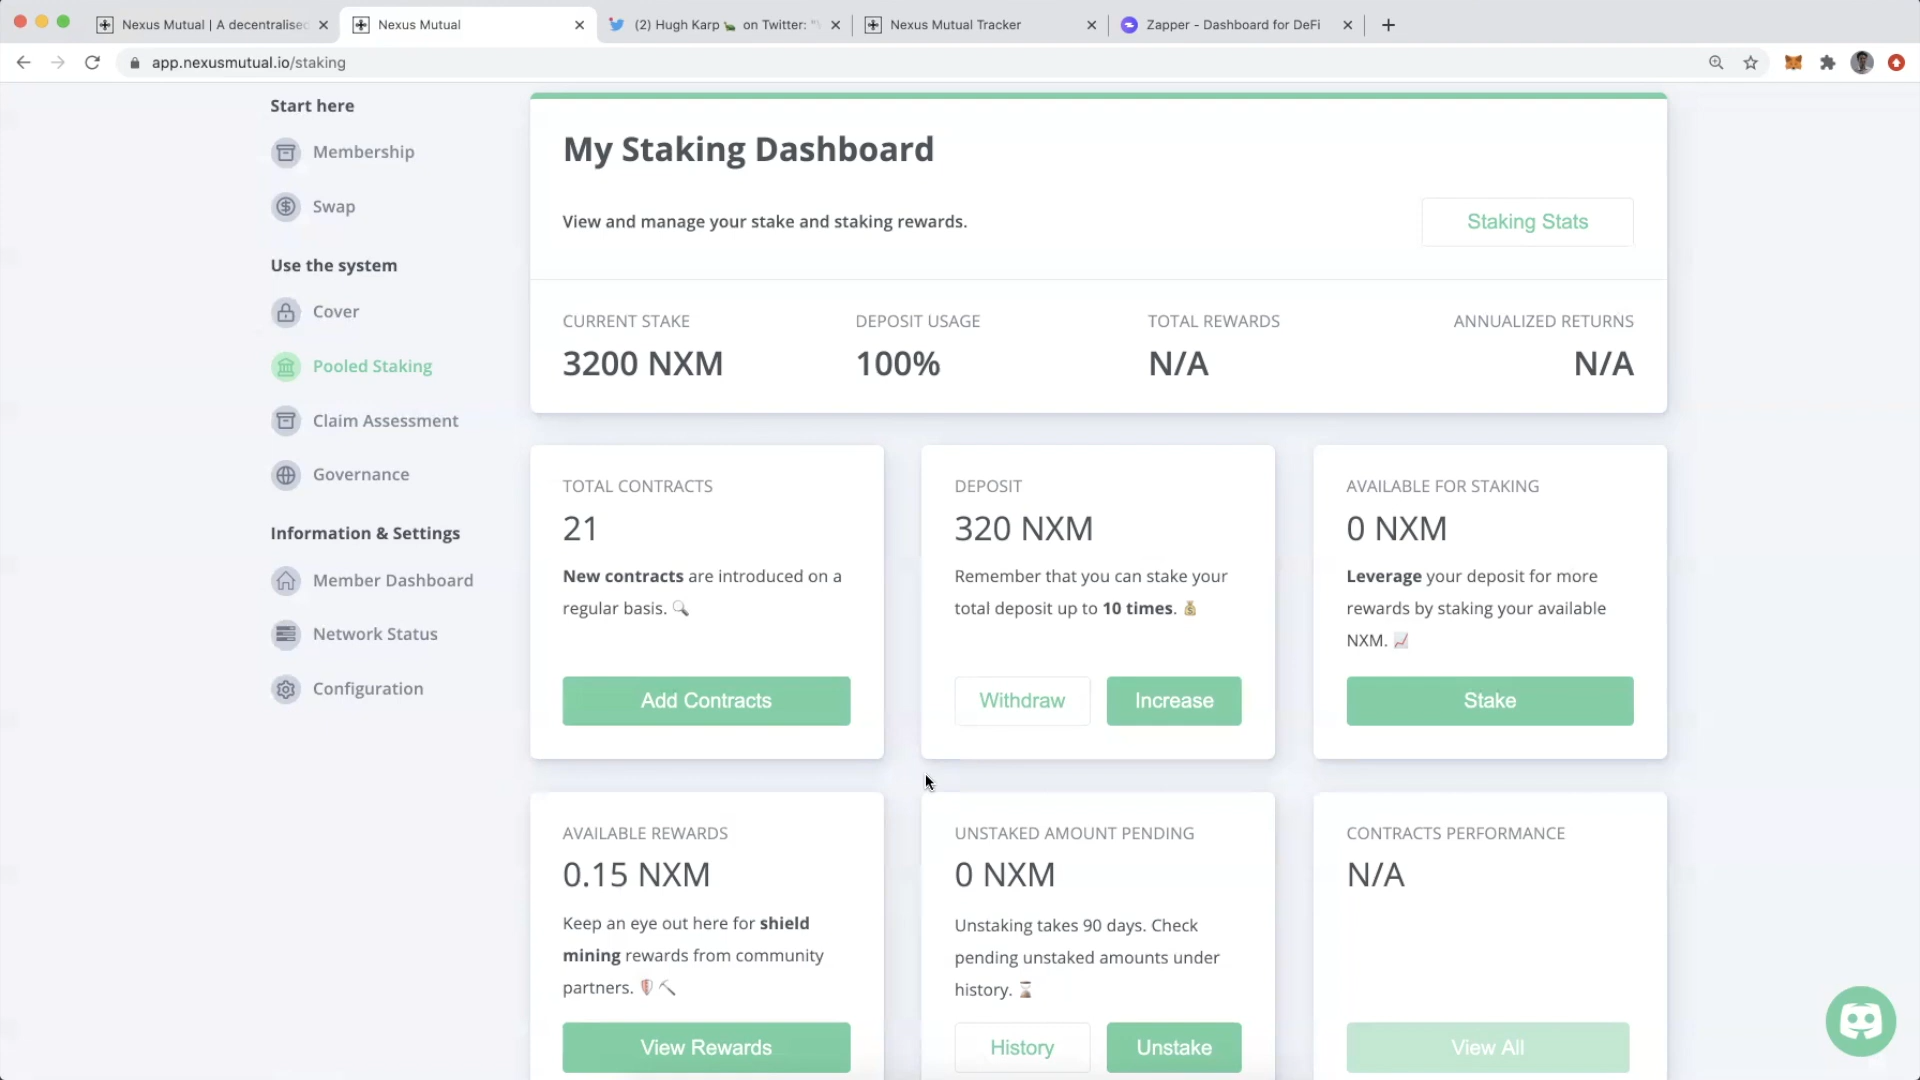 Nexus Mutual | A decentralised
Nexus Mutual
(2) Hugh Karp 🐢 on Twitter: "
Nexus Mutual Tracker
Zapper - Dashboard for DeFi
app.nexusmutual.io/staking
Start here
Membership
Swap
Use the system
Cover
Pooled Staking
Claim Assessment
Governance
Information & Settings
Member Dashboard
Network Status
Configuration
My Staking Dashboard
View and manage your stake and staking rewards.
Staking Stats
CURRENT STAKE
3200 NXM
DEPOSIT USAGE
100%
TOTAL REWARDS
N/A
ANNUALIZED RETURNS
N/A
TOTAL CONTRACTS
21
New contracts are introduced on a
regular basis. 🔍
Add Contracts
DEPOSIT
320 NXM
Remember that you can stake your
total deposit up to 10 times. 💰
Withdraw
Increase
AVAILABLE FOR STAKING
0 NXM
Leverage your deposit for more
rewards by staking your available
NXM. 📈
Stake
AVAILABLE REWARDS
0.15 NXM
Keep an eye out here for shield
mining rewards from community
partners. 🛡️⛏️
View Rewards
UNSTAKED AMOUNT PENDING
0 NXM
Unstaking takes 90 days. Check
pending unstaked amounts under
history. ⏳
History
Unstake
CONTRACTS PERFORMANCE
N/A
View All